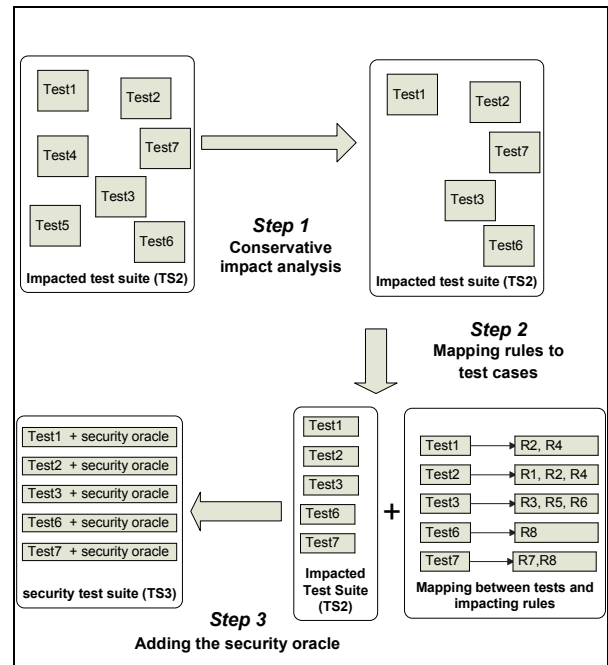 Test1
Test2
Test4
Test7
Test3
Test5
Test6
Impacted test suite (TS2)
Step 1
Conservative
impact analysis
Test1
Test2
Test7
Test3
Test6
Impacted test suite (TS2)
Step 2
Mapping rules to
test cases
Test1
Test2
Test3
Test6
Test7
Impacted
Test Suite
(TS2)
+
Test1 R2, R4
Test2 R1, R2, R4
Test3 R3, R5, R6
Test6 R8
Test7 R7,R8
Mapping between tests and
impacting rules
Test1 + security oracle
Test2 + security oracle
Test3 + security oracle
Test6 + security oracle
Test7 + security oracle
security test suite (TS3)
Step 3
Adding the security oracle